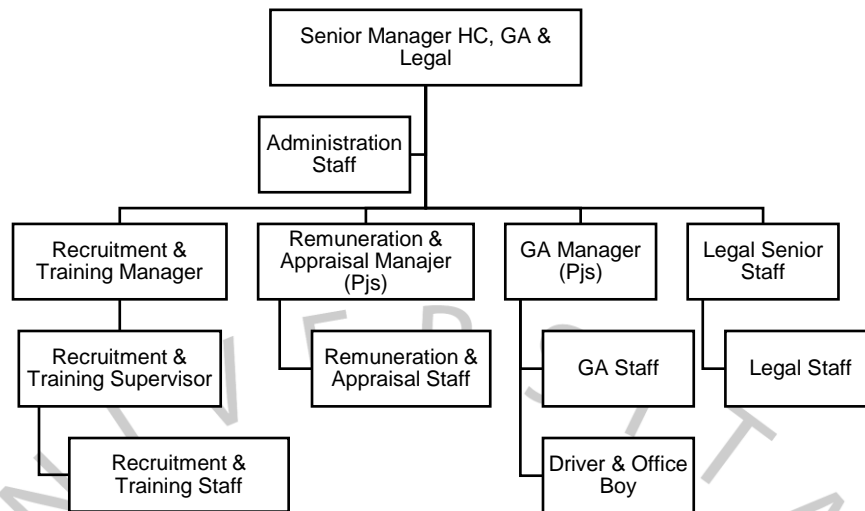 Senior Manager HC, GA &
Legal
Administration
Staff
Recruitment &
Training Manager
Remuneration &
Appraisal Manajer
(Pjs)
GA Manager
(Pjs)
Legal Senior
Staff
Recruitment &
Training Supervisor
Remuneration &
Appraisal Staff
GA Staff
Legal Staff
Recruitment &
Training Staff
Driver & Office
Boy